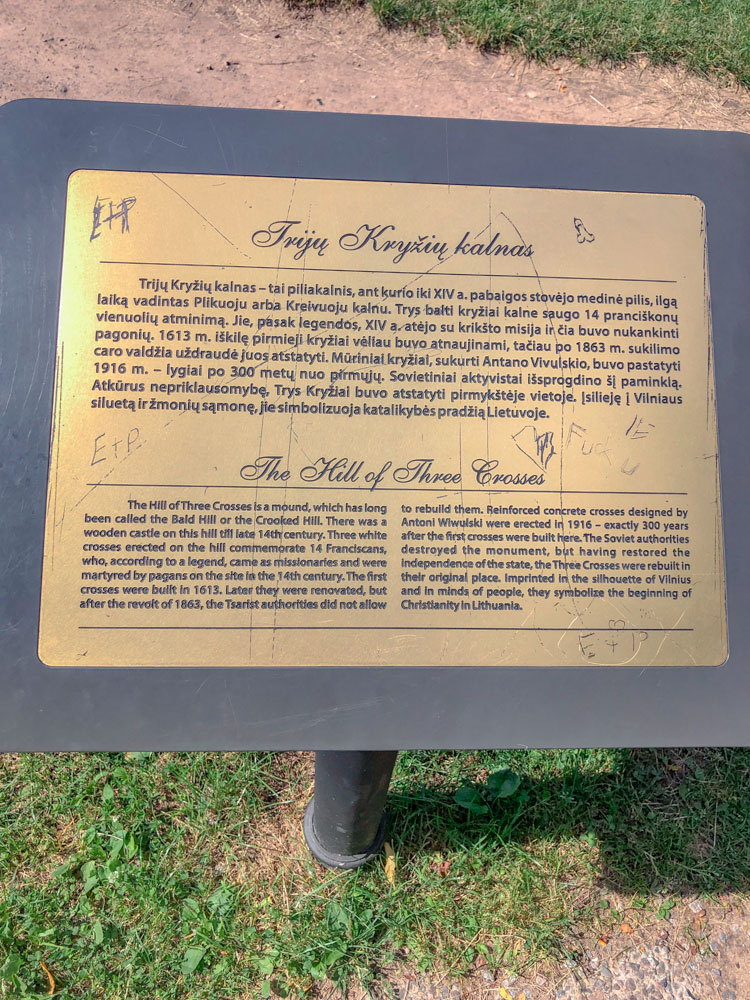 E+P
Trijų Kryžių kalnas
Trijų Kryžių kalnas – tai piliakalnis, ant kurio iki XIV a. pabaigos stovėjo medinė pilis, ilgą
laiką vadintas Plikuoju arba Kreivuoju kalnu. Trys balti kryžiai kalne saugo 14 pranciškonų
vienuolių atminimą. Jie, pasak legendos, XIV a. atėjo su krikšto misija ir čia buvo nukankinti
pagonių. 1613 m. iškilę pirmieji kryžiai vėliau buvo atnaujinami, tačiau po 1863 m. sukilimo
caro valdžia uždraudė juos atstatyti. Mūriniai kryžiai, sukurti Antano Vivulskio, buvo pastatyti
1916 m. – lygiai po 300 metų nuo pirmųjų. Sovietiniai aktyvistai išsprogdino šį paminklą.
Atkūrus nepriklausomybę, Trys Kryžiai buvo atstatyti pirmykštėje vietoje. Įsilieję į Vilniaus
siluetą ir žmonių sąmonę, jie simbolizuoja katalikybės pradžią Lietuvoje.
E+P
Fuck
U
The Hill of Three Crosses
The Hill of Three Crosses is a mound, which has long
been called the Bald Hill or the Crooked Hill. There was a
wooden castle on this hill till late 14th century. Three white
crosses erected on the hill commemorate 14 Franciscans,
who, according to a legend, came as missionaries and were
martyred by pagans on the site in the 14th century. The first
crosses were built in 1613. Later they were renovated, but
after the revolt of 1863, the Tsarist authorities did not allow
to rebuild them. Reinforced concrete crosses designed by
Antoni Wiwulski were erected in 1916 – exactly 300 years
after the first crosses were built here. The Soviet authorities
destroyed the monument, but having restored the
independence of the state, the Three Crosses were rebuilt in
their original place. Imprinted in the silhouette of Vilnius
and in minds of people, they symbolize the beginning of
Christianity in Lithuania.
E+P